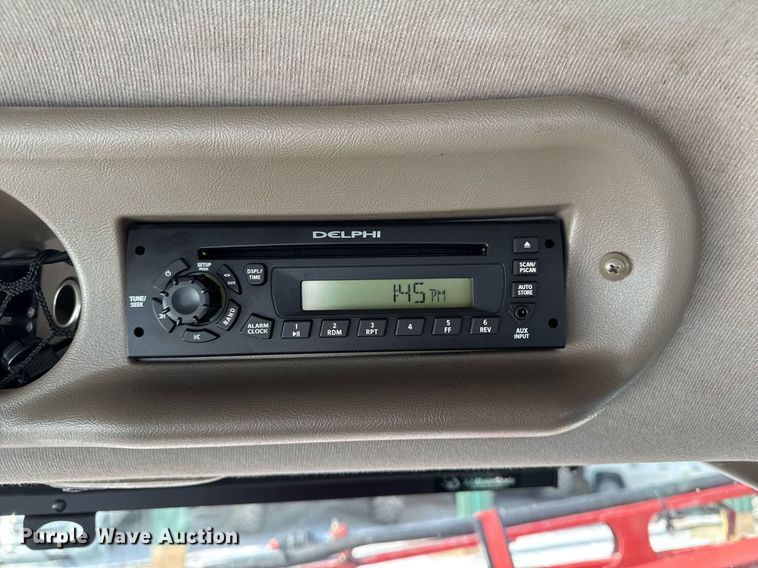 DELPHI
SETUP
PUSH
AUX
DSPL/
TIME
TUNE/
SEEK
BAND
ALARM
CLOCK
1:45 PM
1
2
RDM
3
RPT
4
5
FF
6
REV
SCAN/
PSCAN
AUTO
STORE
AUX
INPUT
Purple Wave Auction